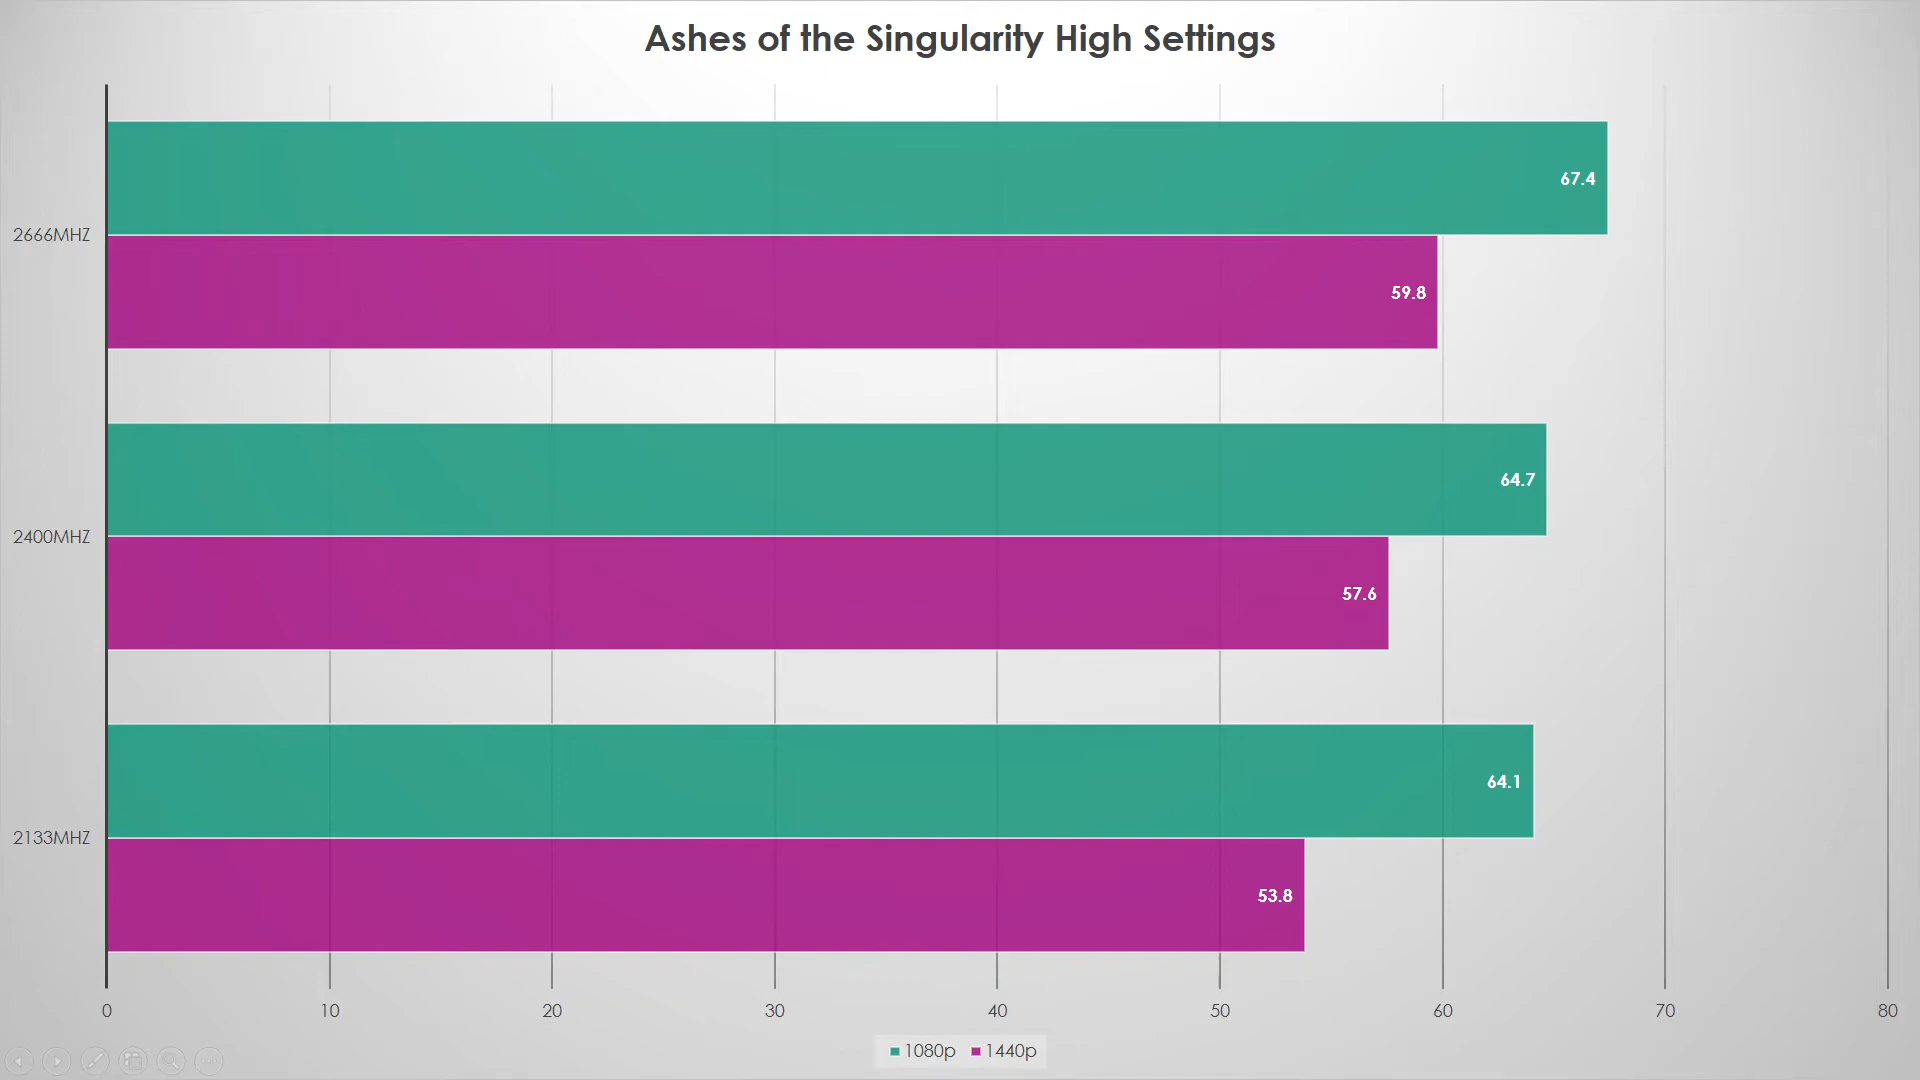 Ashes of the Singularity High Settings
67.4
2666MHZ
59.8
64.7
2400MHZ
57.6
64.1
2133MHZ
53.8
0 10 20 30 40 50 60 70 80
1080p 1440p